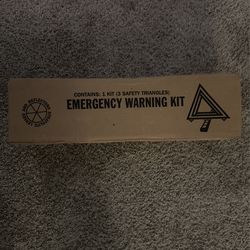 CONTAINS: 1 KIT (3 SAFETY TRIANGLES)
EMERGENCY WARNING KIT